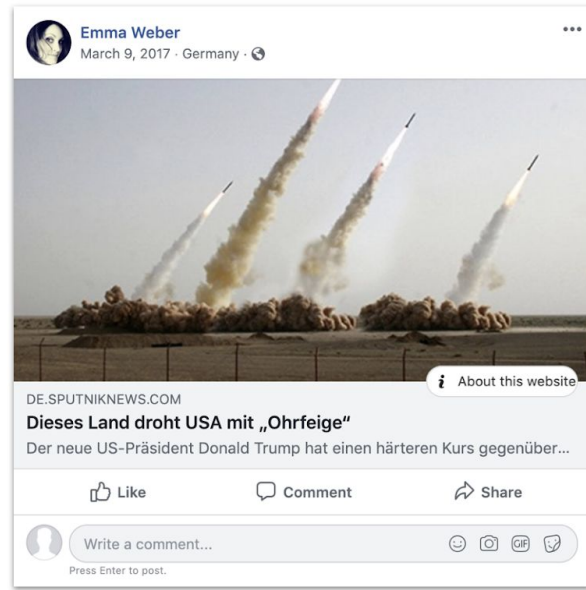 Emma Weber
March 9, 2017 · Germany ·
i About this website
DE.SPUTNIKNEWS.COM
Dieses Land droht USA mit „Ohrfeige“
Der neue US-Präsident Donald Trump hat einen härteren Kurs gegenüber...
Like Comment Share
Write a comment... GIF
Press Enter to post.